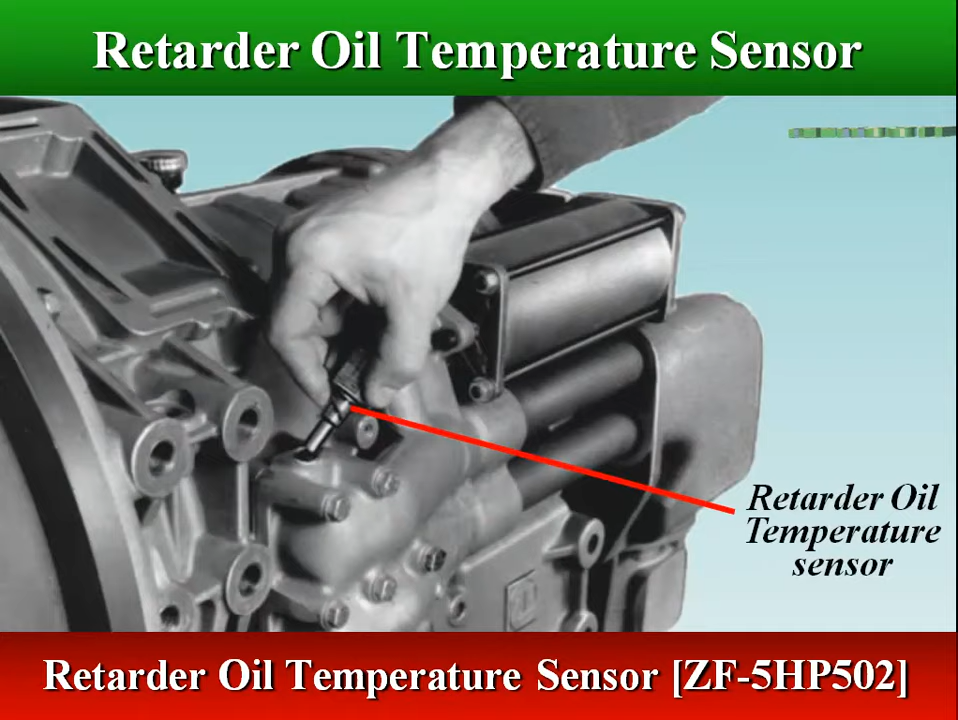 Retarder Oil Temperature Sensor
Retarder Oil
Temperature
sensor
Retarder Oil Temperature Sensor [ZF-5HP502]